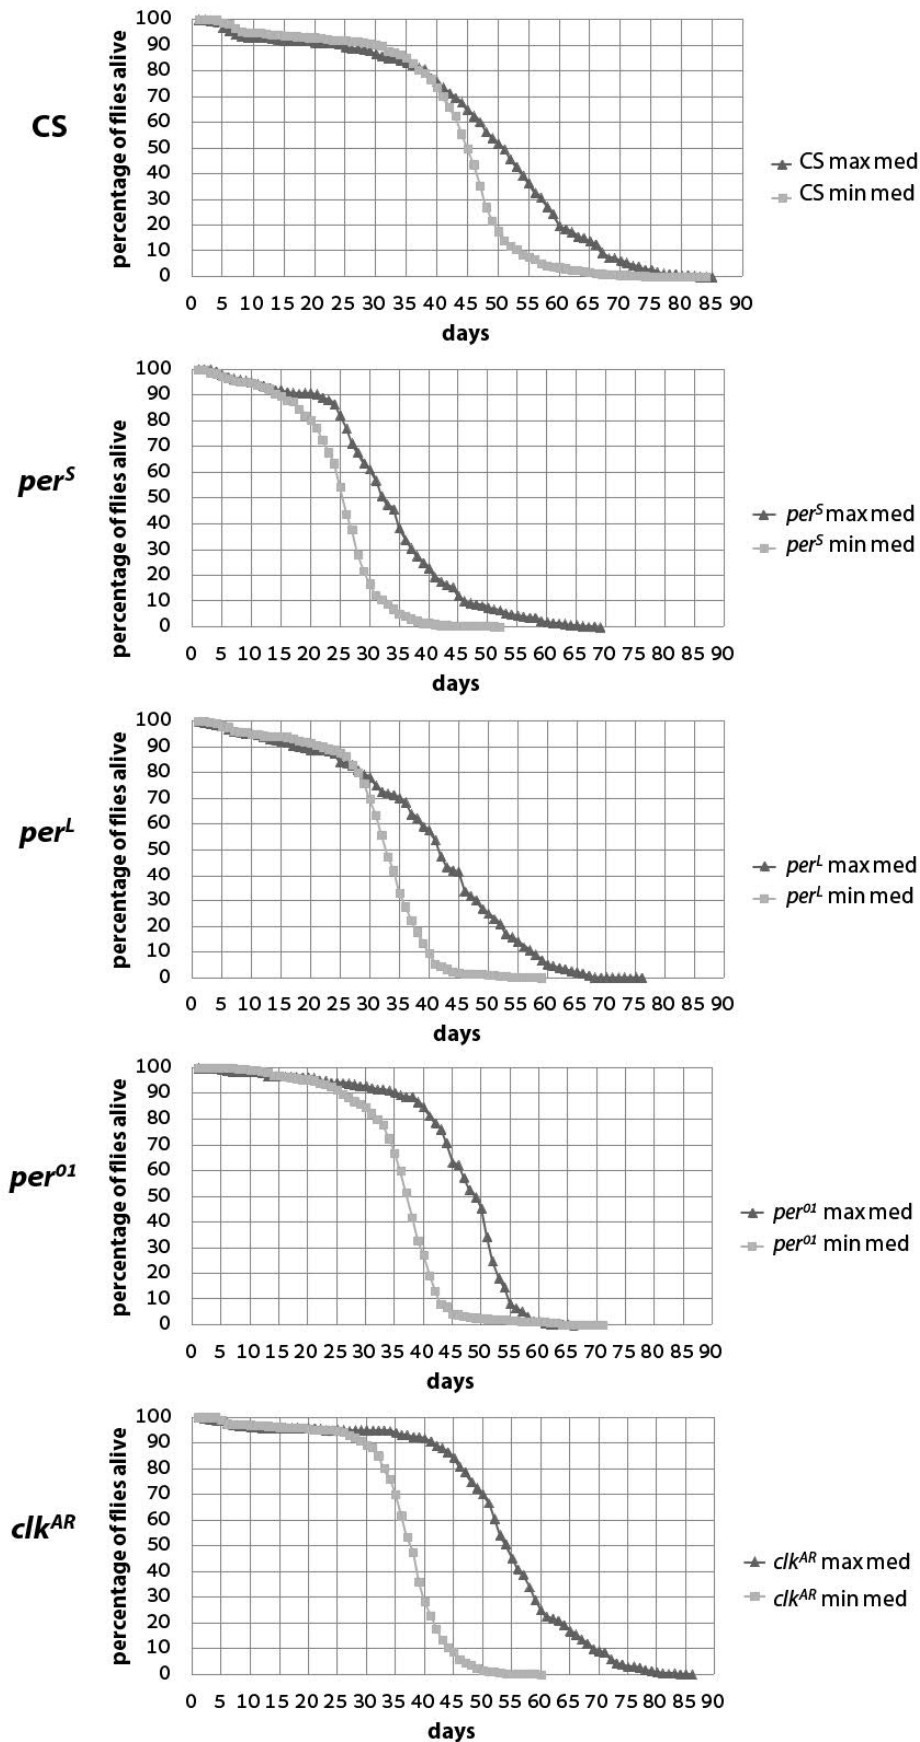 CS
percentage of flies alive
100
90
80
70
60
50
40
30
20
10
0
0 5 10 15 20 25 30 35 40 45 50 55 60 65 70 75 80 85 90
days
CS max med
CS min med
perS
percentage of flies alive
100
90
80
70
60
50
40
30
20
10
0
0 5 10 15 20 25 30 35 40 45 50 55 60 65 70 75 80 85 90
days
perS max med
perS min med
perL
percentage of flies alive
100
90
80
70
60
50
40
30
20
10
0
0 5 10 15 20 25 30 35 40 45 50 55 60 65 70 75 80 85 90
days
perL max med
perL min med
per01
percentage of flies alive
100
90
80
70
60
50
40
30
20
10
0
0 5 10 15 20 25 30 35 40 45 50 55 60 65 70 75 80 85 90
days
per01 max med
per01 min med
clkAR
percentage of flies alive
100
90
80
70
60
50
40
30
20
10
0
0 5 10 15 20 25 30 35 40 45 50 55 60 65 70 75 80 85 90
days
clkAR max med
clkAR min med